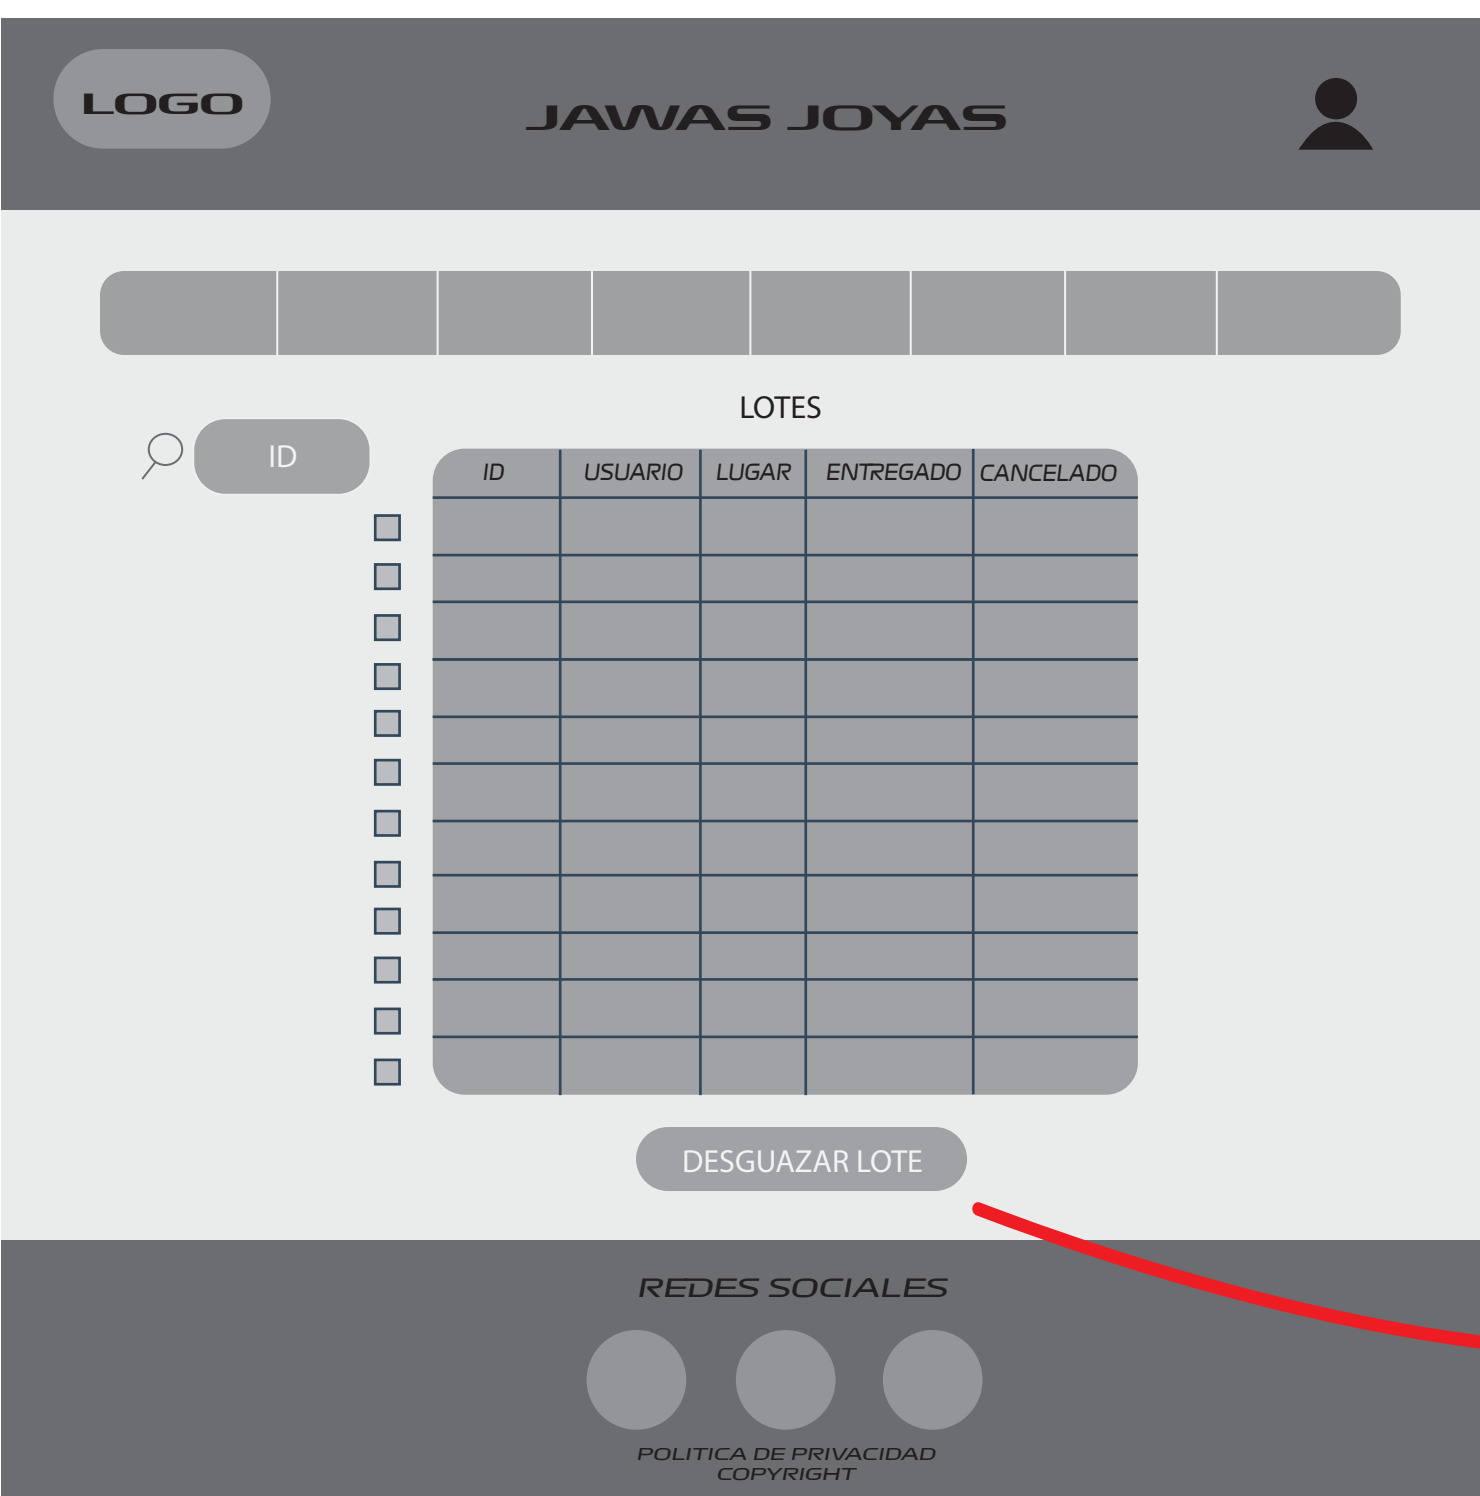 LOGO
JAWAS JOYAS
LOTES
ID
ID USUARIO LUGAR ENTREGADO CANCELADO
DESGUAZAR LOTE
REDES SOCIALES
POLITICA DE PRIVACIDAD
COPYRIGHT